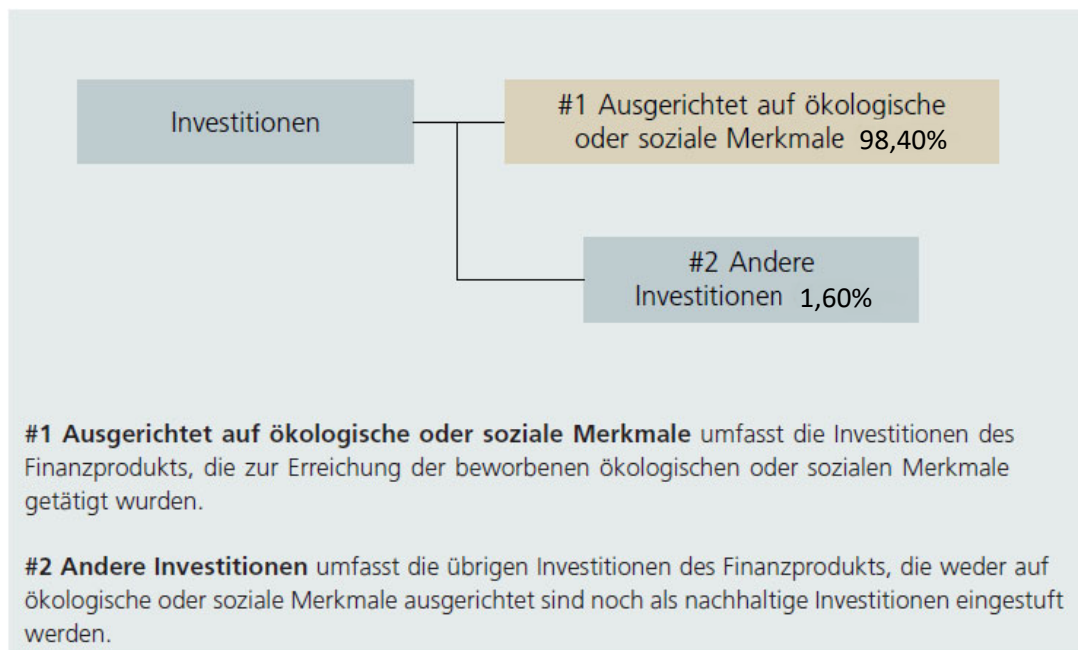 Investitionen
#1 Ausgerichtet auf ökologische
oder soziale Merkmale 98,40%
#2 Andere
Investitionen 1,60%
#1 Ausgerichtet auf ökologische oder soziale Merkmale umfasst die Investitionen des
Finanzprodukts, die zur Erreichung der beworbenen ökologischen oder sozialen Merkmale
getätigt wurden.
#2 Andere Investitionen umfasst die übrigen Investitionen des Finanzprodukts, die weder auf
ökologische oder soziale Merkmale ausgerichtet sind noch als nachhaltige Investitionen eingestuft
werden.